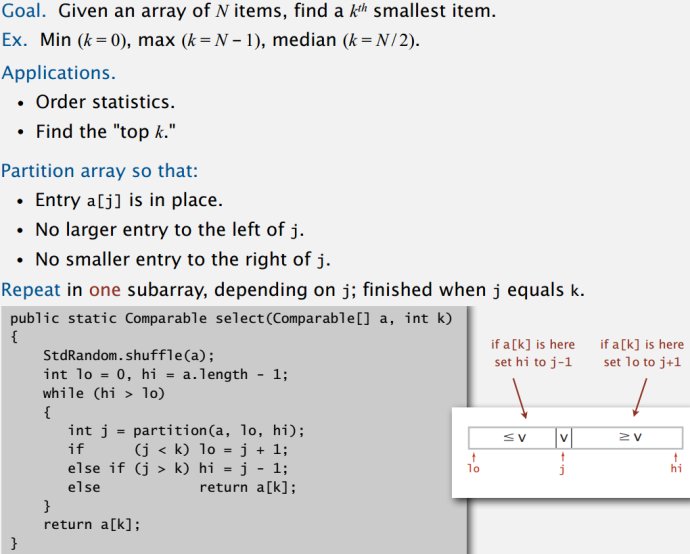 Goal. Given an array of N items, find a kth smallest item.
Ex. Min (k = 0), max (k = N – 1), median (k = N / 2).
Applications.
• Order statistics.
• Find the "top k."
Partition array so that:
• Entry a[j] is in place.
• No larger entry to the left of j.
• No smaller entry to the right of j.
Repeat in one subarray, depending on j; finished when j equals k.
public static Comparable select(Comparable[] a, int k)
{
    StdRandom.shuffle(a);
    int lo = 0, hi = a.length - 1;
    while (hi > lo)
    {
        int j = partition(a, lo, hi);
        if      (j < k) lo = j + 1;
        else if (j > k) hi = j - 1;
        else            return a[k];
    }
    return a[k];
}
if a[k] is here
set hi to j-1
if a[k] is here
set lo to j+1
≤ v v ≥ v
lo j hi